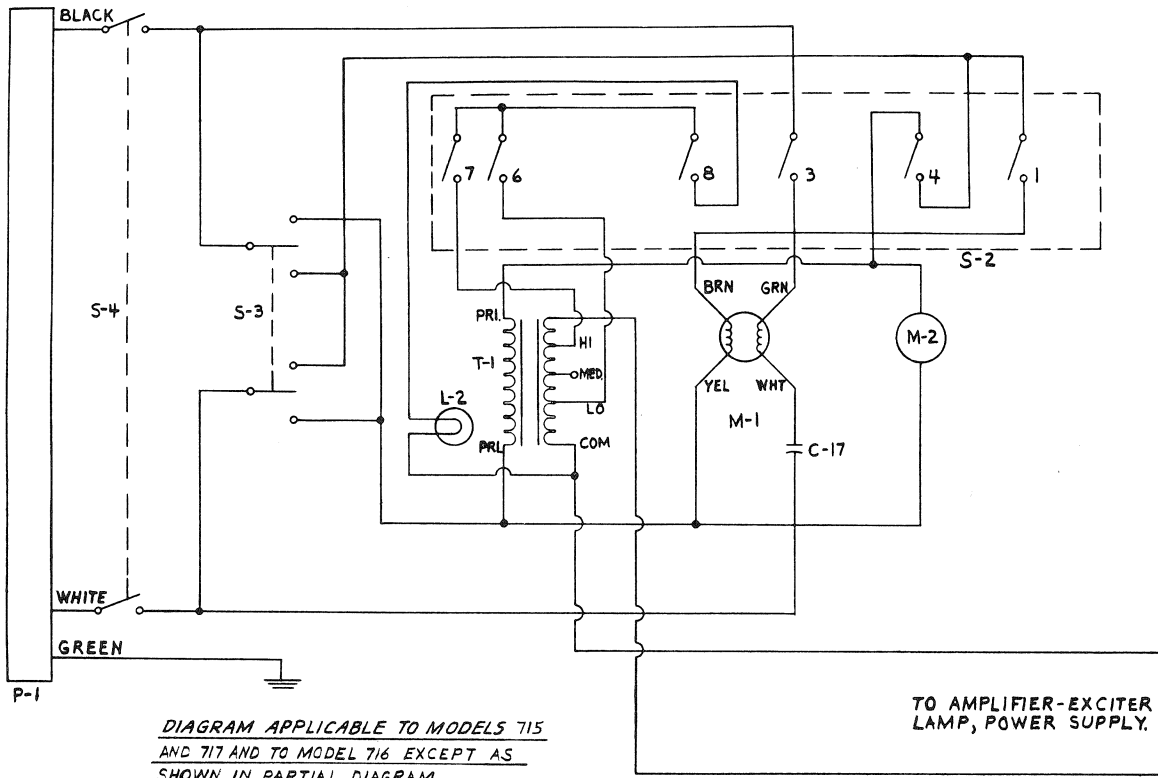 BLACK
7
6
8
3
4
1
S-2
S-4
S-3
BRN
GRN
PRI.
HI
T-1
MED.
M-2
L-2
LO
YEL
WHT
M-1
PRI.
COM
C-17
WHITE
GREEN
P-1
TO AMPLIFIER-EXCITER
LAMP, POWER SUPPLY.
DIAGRAM APPLICABLE TO MODELS 715
AND 717 AND TO MODEL 716 EXCEPT AS
SHOWN IN PARTIAL DIAGRAM